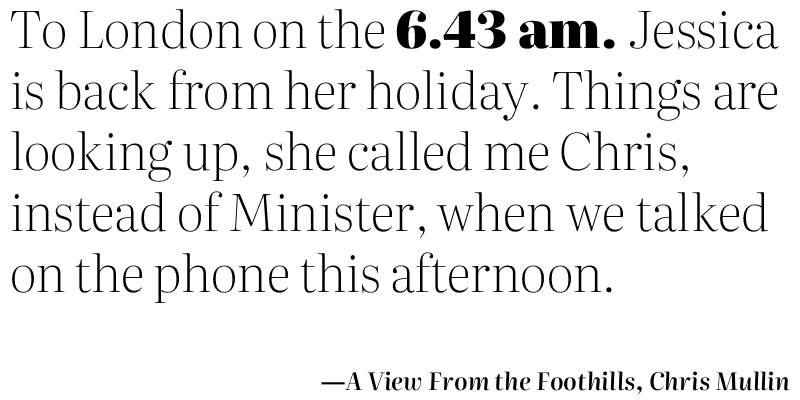 To London on the 6.43 am. Jessica
is back from her holiday. Things are
looking up, she called me Chris,
instead of Minister, when we talked
on the phone this afternoon.
—A View From the Foothills, Chris Mullin